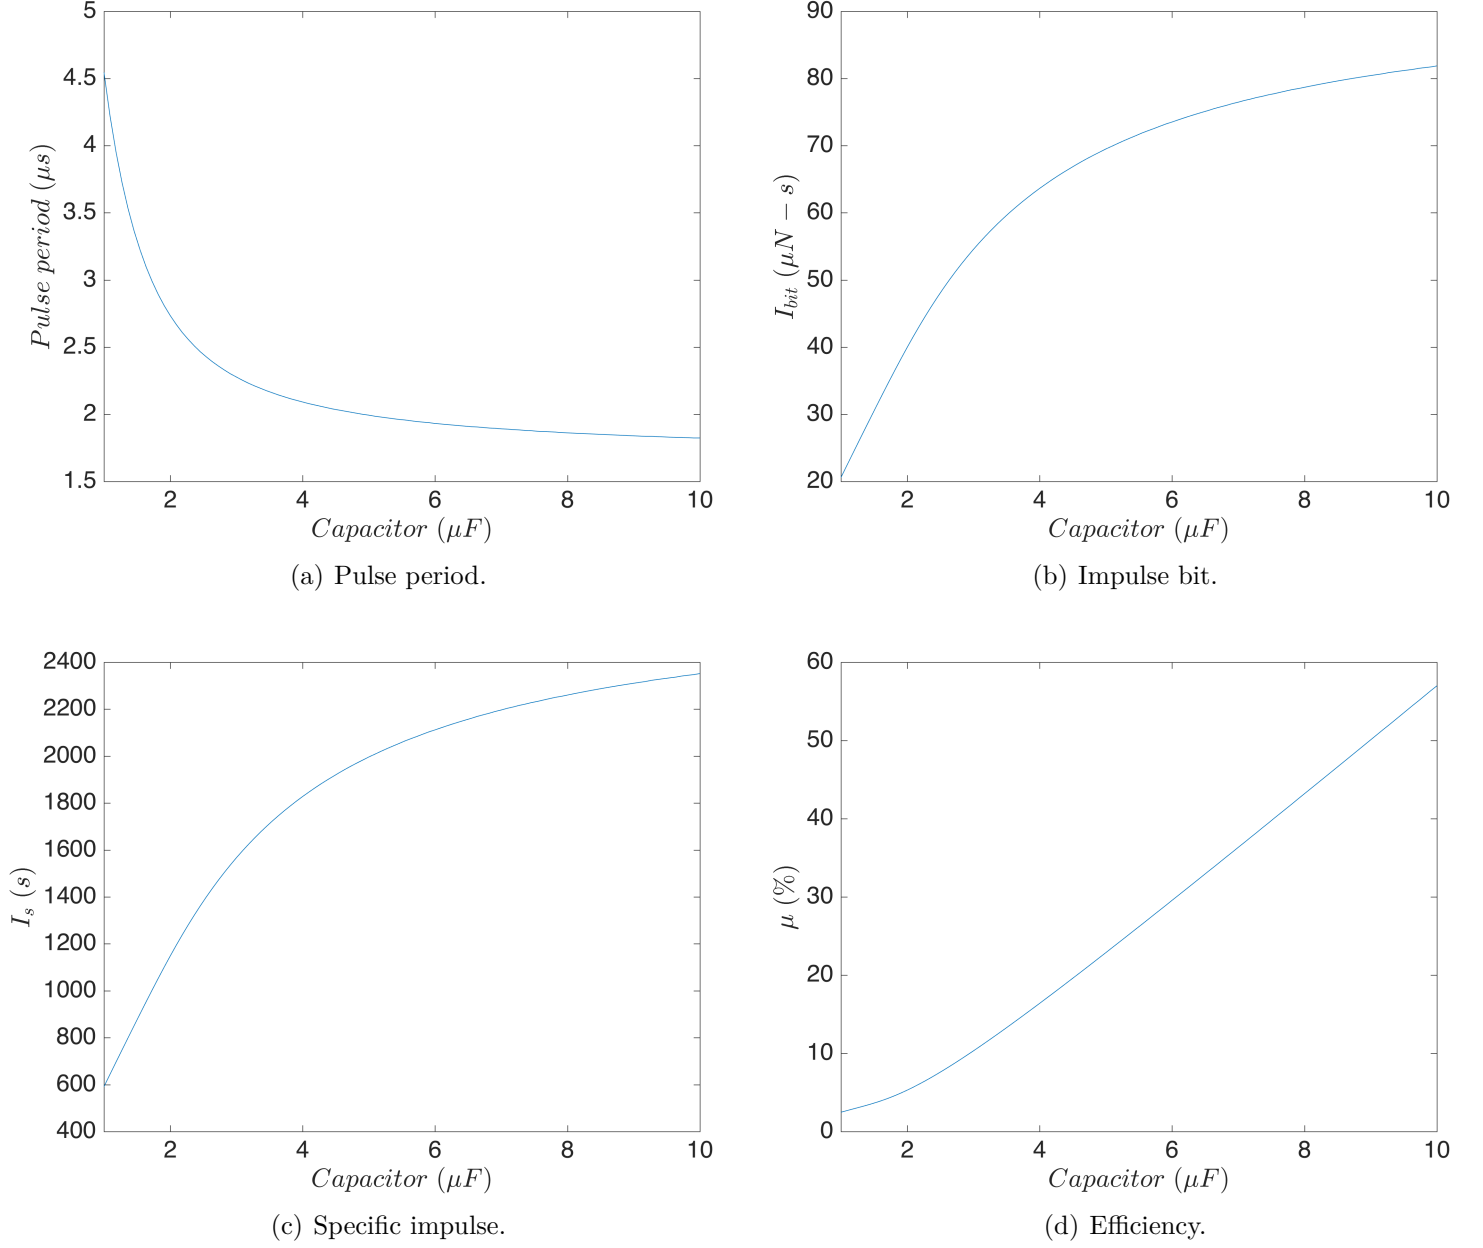 5
4.5
4
3.5
3
2.5
2
1.5
Pulse period (μs)
2 4 6 8 10
Capacitor (μF)
(a) Pulse period.
90
80
70
60
50
40
30
20
I_bit (μN − s)
2 4 6 8 10
Capacitor (μF)
(b) Impulse bit.
2400
2200
2000
1800
1600
1400
1200
1000
800
600
400
I_s (s)
2 4 6 8 10
Capacitor (μF)
(c) Specific impulse.
60
50
40
30
20
10
0
μ (%)
2 4 6 8 10
Capacitor (μF)
(d) Efficiency.